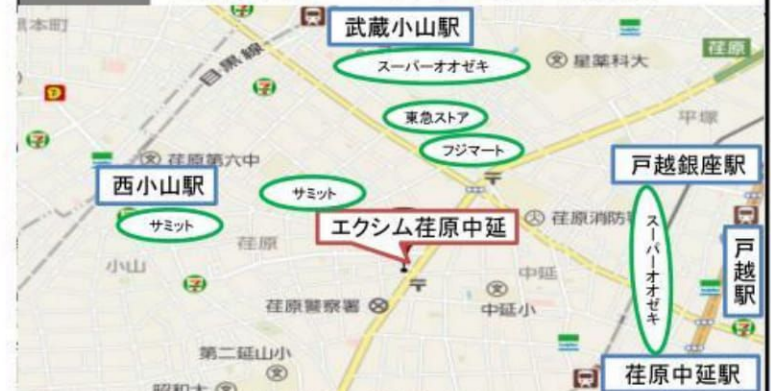 武蔵小山駅
目黒線
スーパーオオゼキ
星薬科大
荏原
東急ストア
平塚
フジマート
荏原第六中
戸越銀座駅
西小山駅
サミット
サミット
エクシム荏原中延
荏原消防
スーパーオオゼキ
戸越駅
荏原
小山
中延
荏原警察署
中延小
第二延山小
荏原中延駅
昭和大